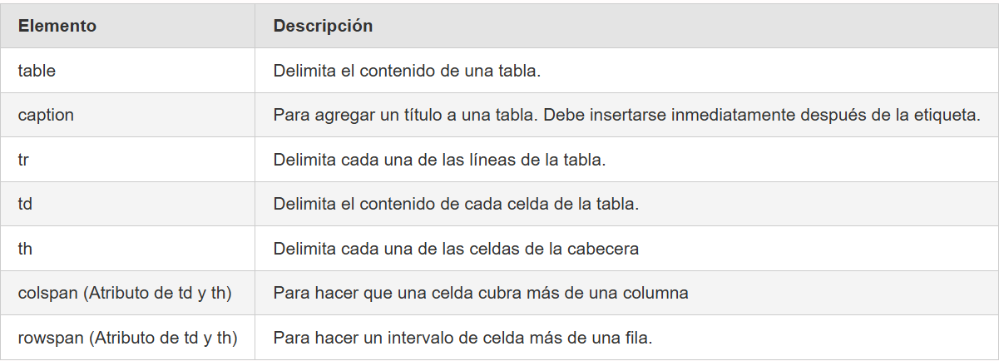 Elemento Descripción
table Delimita el contenido de una tabla.
caption Para agregar un título a una tabla. Debe insertarse inmediatamente después de la etiqueta.
tr Delimita cada una de las líneas de la tabla.
td Delimita el contenido de cada celda de la tabla.
th Delimita cada una de las celdas de la cabecera
colspan (Atributo de td y th) Para hacer que una celda cubra más de una columna
rowspan (Atributo de td y th) Para hacer un intervalo de celda más de una fila.